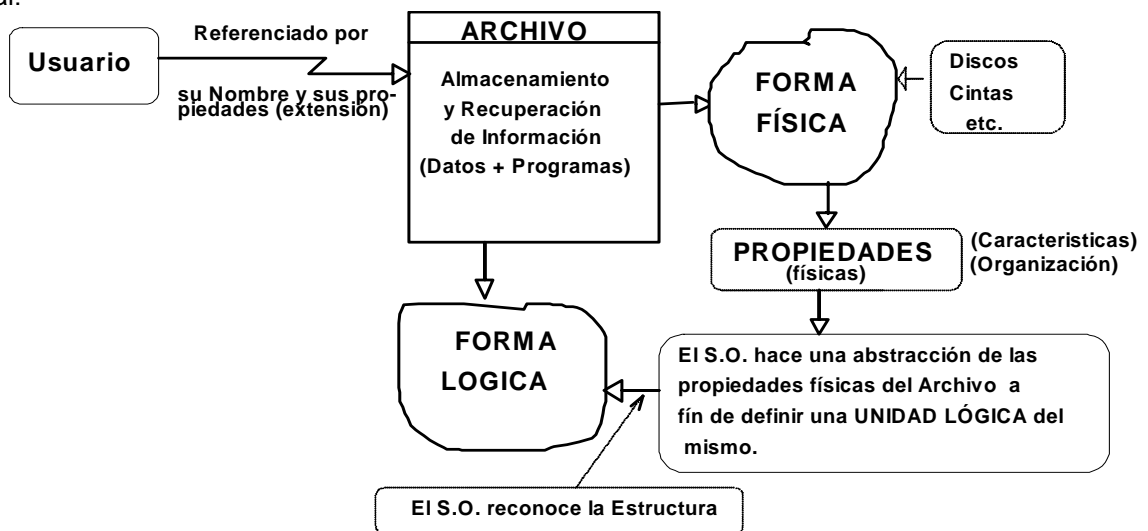 al.
Usuario
Referenciado por
su Nombre y sus pro-
piedades (extensión)
ARCHIVO
Almacenamiento
y Recuperación
de Información
(Datos + Programas)
FORMA
FÍSICA
Discos
Cintas
etc.
PROPIEDADES
(físicas)
(Caracteristicas)
(Organización)
FORMA
LOGICA
El S.O. hace una abstracción de las
propiedades físicas del Archivo a
fín de definir una UNIDAD LÓGICA del
mismo.
El S.O. reconoce la Estructura